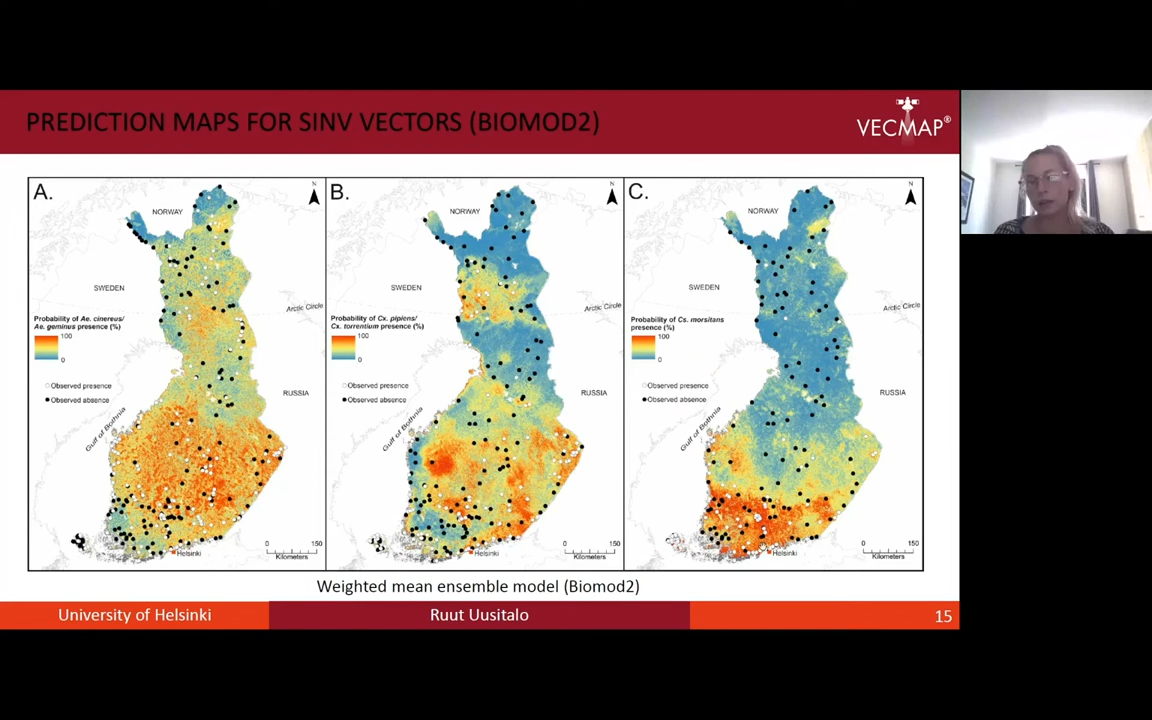 PREDICTION MAPS FOR SINV VECTORS (BIOMOD2)
VECMAP®
A.
N
NORWAY
SWEDEN
Arctic Circle
Probability of Ae. cinereus/
Ae. geminus presence (%)
100
0
Observed presence
Observed absence
RUSSIA
Gulf of Bothnia
Helsinki
0 150
Kilometers
B.
N
NORWAY
SWEDEN
Arctic Circle
Probability of Cx. pipiens/
Cx. torrentium presence (%)
100
0
Observed presence
Observed absence
RUSSIA
Gulf of Bothnia
Helsinki
0 150
Kilometers
C.
N
NORWAY
SWEDEN
Arctic Circle
Probability of Cs. morsitans
presence (%)
100
0
Observed presence
Observed absence
RUSSIA
Gulf of Bothnia
Helsinki
0 150
Kilometers
Weighted mean ensemble model (Biomod2)
University of Helsinki
Ruut Uusitalo
15